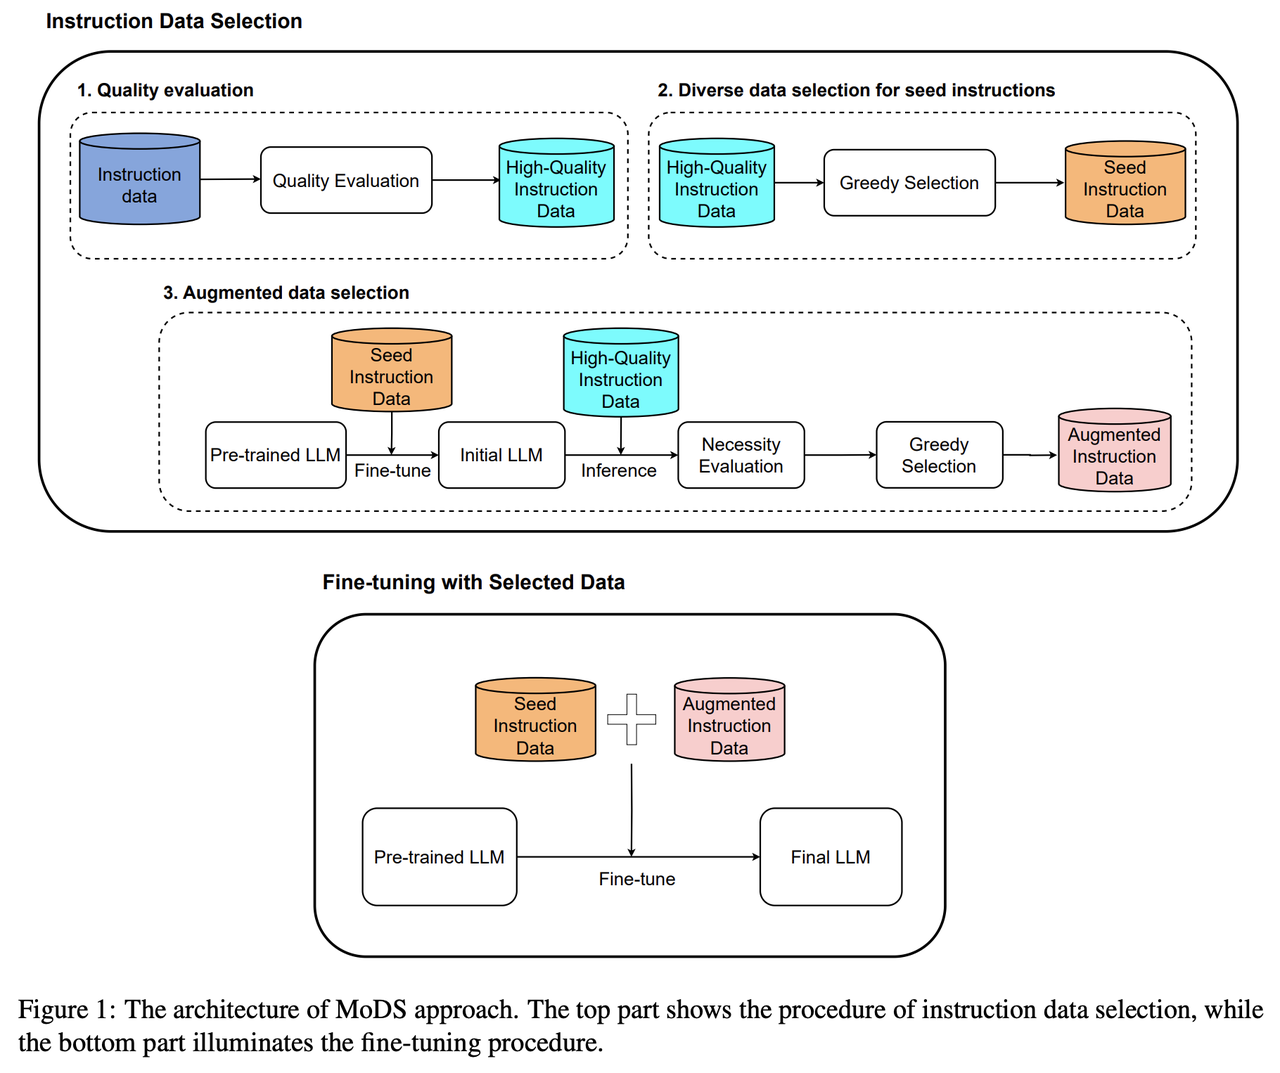 Instruction Data Selection
1. Quality evaluation
Instruction
data
Quality Evaluation
High-Quality
Instruction
Data
2. Diverse data selection for seed instructions
High-Quality
Instruction
Data
Greedy Selection
Seed
Instruction
Data
3. Augmented data selection
Seed
Instruction
Data
High-Quality
Instruction
Data
Pre-trained LLM
Fine-tune
Initial LLM
Inference
Necessity
Evaluation
Greedy
Selection
Augmented
Instruction
Data
Fine-tuning with Selected Data
Seed
Instruction
Data
Augmented
Instruction
Data
Pre-trained LLM
Fine-tune
Final LLM
Figure 1: The architecture of MoDS approach. The top part shows the procedure of instruction data selection, while
the bottom part illuminates the fine-tuning procedure.